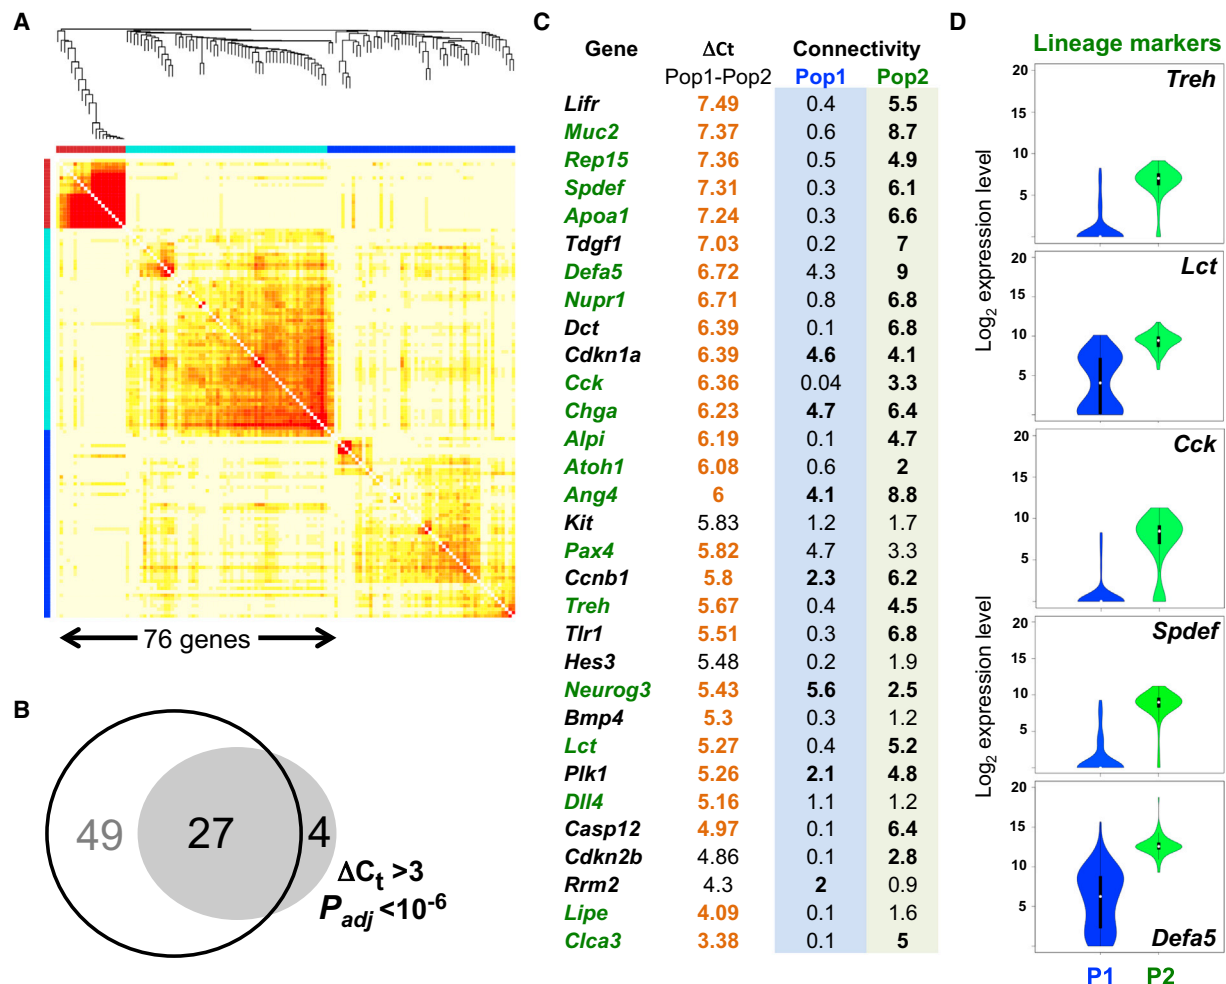 A
76 genes
B
49 27 4
ΔCt >3
Padj <10-6
C
Gene ΔCt Connectivity
Pop1-Pop2 Pop1 Pop2
Lifr 7.49 0.4 5.5
Muc2 7.37 0.6 8.7
Rep15 7.36 0.5 4.9
Spdef 7.31 0.3 6.1
Apoa1 7.24 0.3 6.6
Tdgf1 7.03 0.2 7
Defa5 6.72 4.3 9
Nupr1 6.71 0.8 6.8
Dct 6.39 0.1 6.8
Cdkn1a 6.39 4.6 4.1
Cck 6.36 0.04 3.3
Chga 6.23 4.7 6.4
Alpi 6.19 0.1 4.7
Atoh1 6.08 0.6 2
Ang4 6 4.1 8.8
Kit 5.83 1.2 1.7
Pax4 5.82 4.7 3.3
Ccnb1 5.8 2.3 6.2
Treh 5.67 0.4 4.5
Tlr1 5.51 0.3 6.8
Hes3 5.48 0.2 1.9
Neurog3 5.43 5.6 2.5
Bmp4 5.3 0.3 1.2
Lct 5.27 0.4 5.2
Plk1 5.26 2.1 4.8
Dll4 5.16 1.1 1.2
Casp12 4.97 0.1 6.4
Cdkn2b 4.86 0.1 2.8
Rrm2 4.3 2 0.9
Lipe 4.09 0.1 1.6
Clca3 3.38 0.1 5
D
Lineage markers
Log2 expression level
Log2 expression level
20
15
10
5
Treh
20
15
10
5
Lct
20
15
10
5
Cck
20
15
10
5
Spdef
20
15
10
5
Defa5
P1 P2